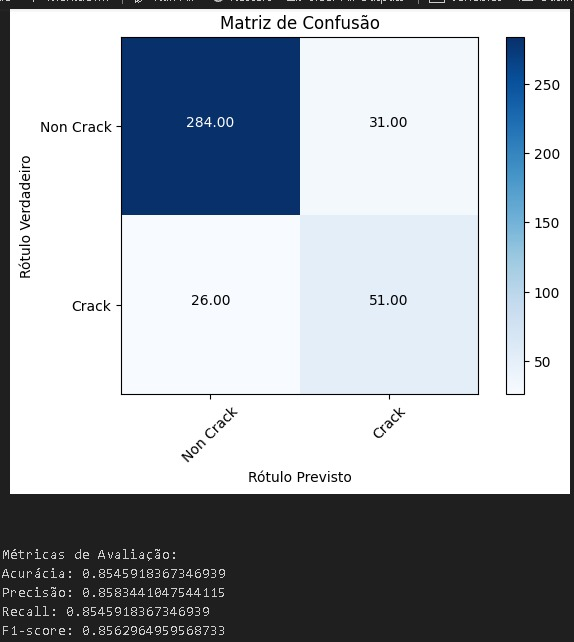 Matriz de Confusão
Non Crack
284.00
31.00
Crack
26.00
51.00
Rótulo Verdadeiro
250
200
150
100
50
Non Crack
Crack
Rótulo Previsto
Métricas de Avaliação:
Acurácia: 0.8545918367346939
Precisão: 0.8583441047544115
Recall: 0.8545918367346939
F1-score: 0.8562964959568733